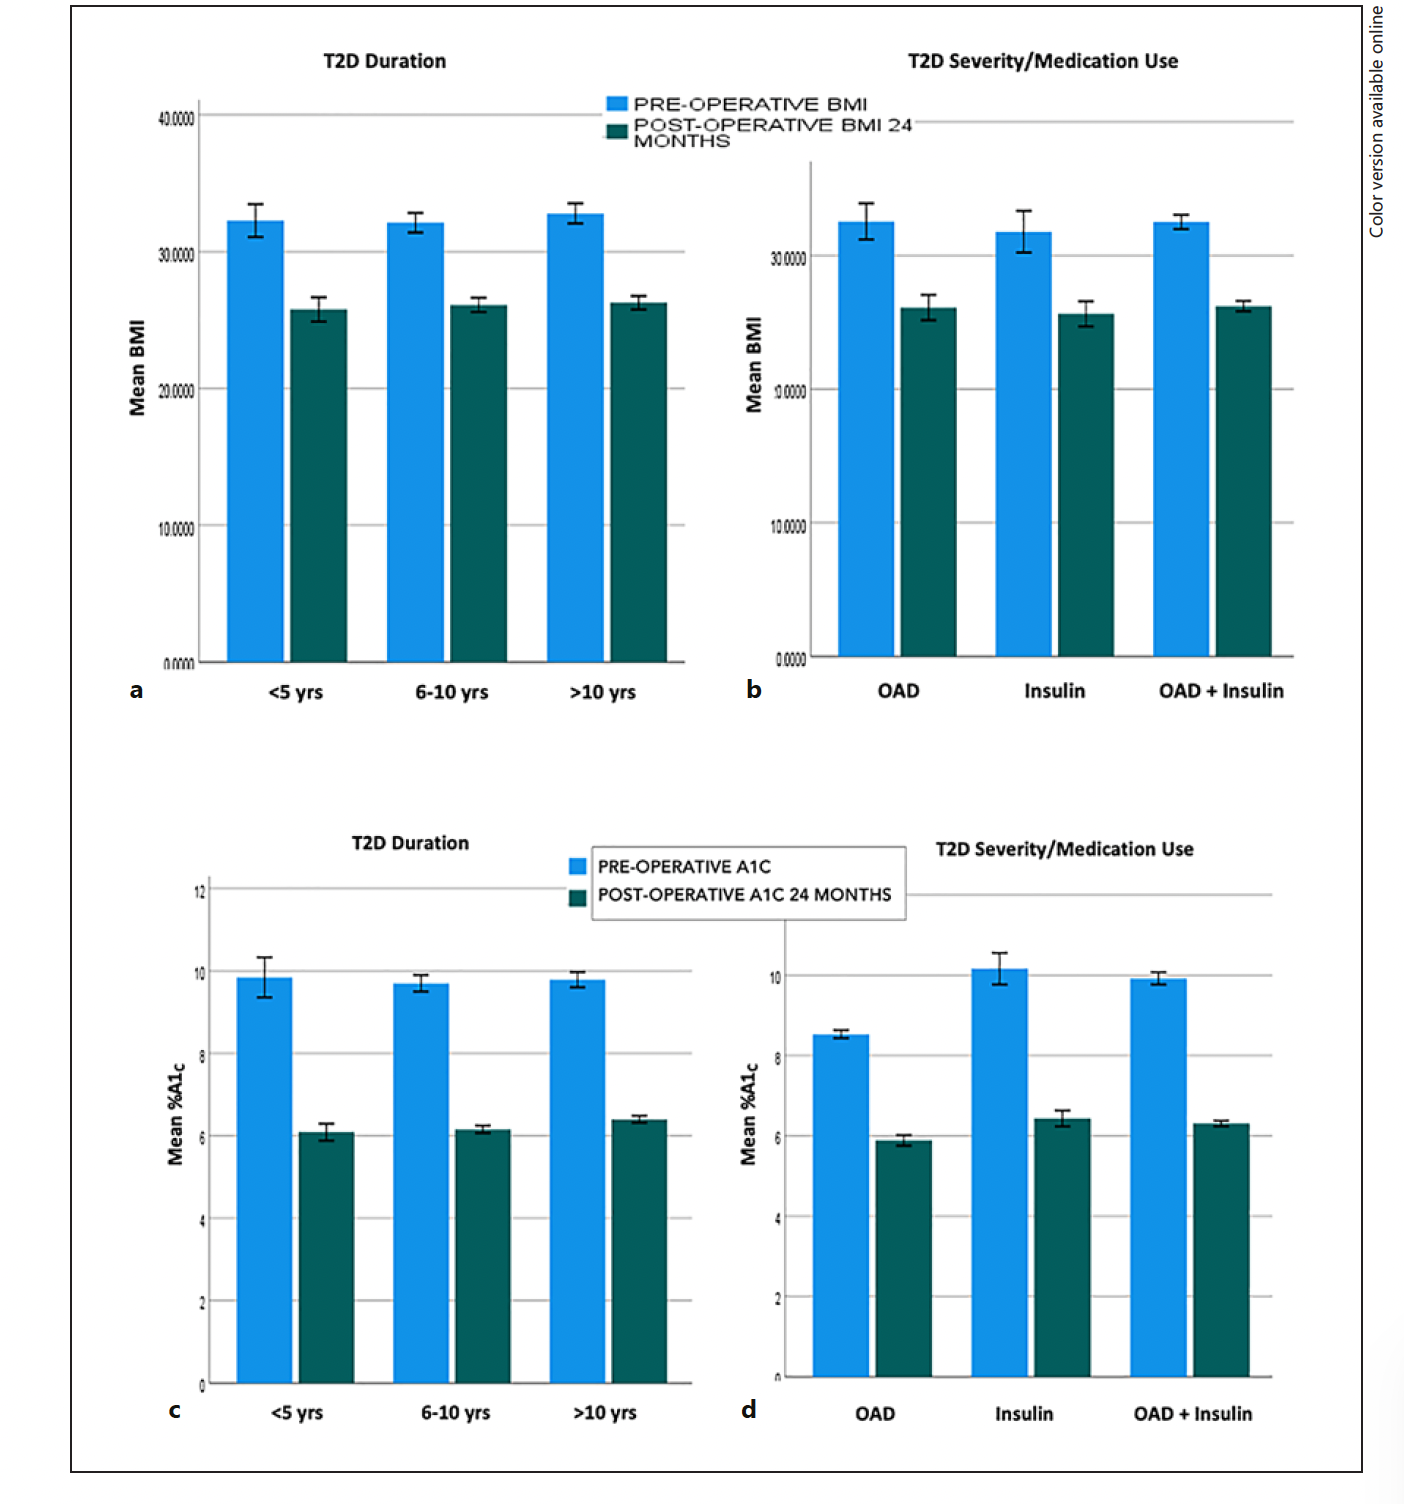 Color version available online
T2D Duration
T2D Severity/Medication Use
PRE-OPERATIVE BMI
POST-OPERATIVE BMI 24
MONTHS
Mean BMI
40.0000
30.0000
20.0000
10.0000
0.0000
<5 yrs
6-10 yrs
>10 yrs
a
Mean BMI
30.0000
10.0000
0.0000
OAD
Insulin
OAD + Insulin
b
T2D Duration
T2D Severity/Medication Use
PRE-OPERATIVE A1C
POST-OPERATIVE A1C 24 MONTHS
Mean %A1c
12
10
8
6
4
2
0
<5 yrs
6-10 yrs
>10 yrs
c
Mean %A1c
10
8
6
4
2
0
OAD
Insulin
OAD + Insulin
d